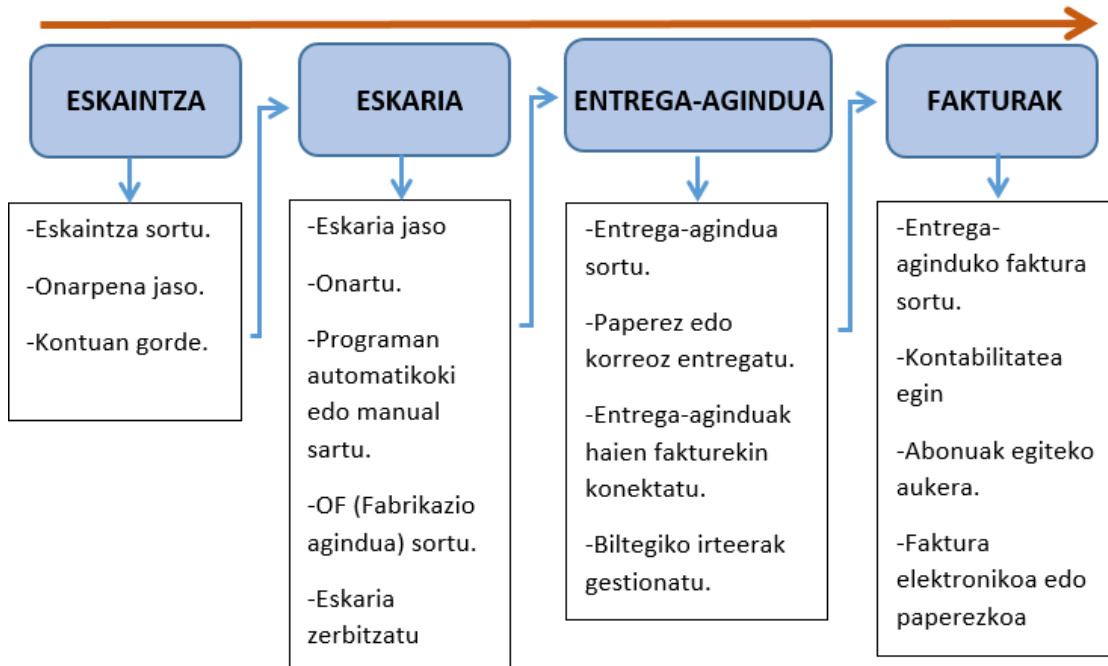 ESKAINTZA
ESKARIA
ENTREGA-AGINDUA
FAKTURAK
-Eskaintza sortu.
-Onarpena jaso.
-Kontuan gorde.
-Eskaria jaso
-Onartu.
-Programan
automatikoki
edo manual
sartu.
-OF (Fabrikazio
agindua) sortu.
-Eskaria
zerbitzatu
-Entrega-agindua
sortu.
-Paperez edo
korreoz entregatu.
-Entrega-aginduak
haien fakturekin
konektatu.
-Biltegiko irteerak
gestionatu.
-Entrega-
aginduko faktura
sortu.
-Kontabilitatea
egin
-Abonuak egiteko
aukera.
-Faktura
elektronikoa edo
paperezkoa